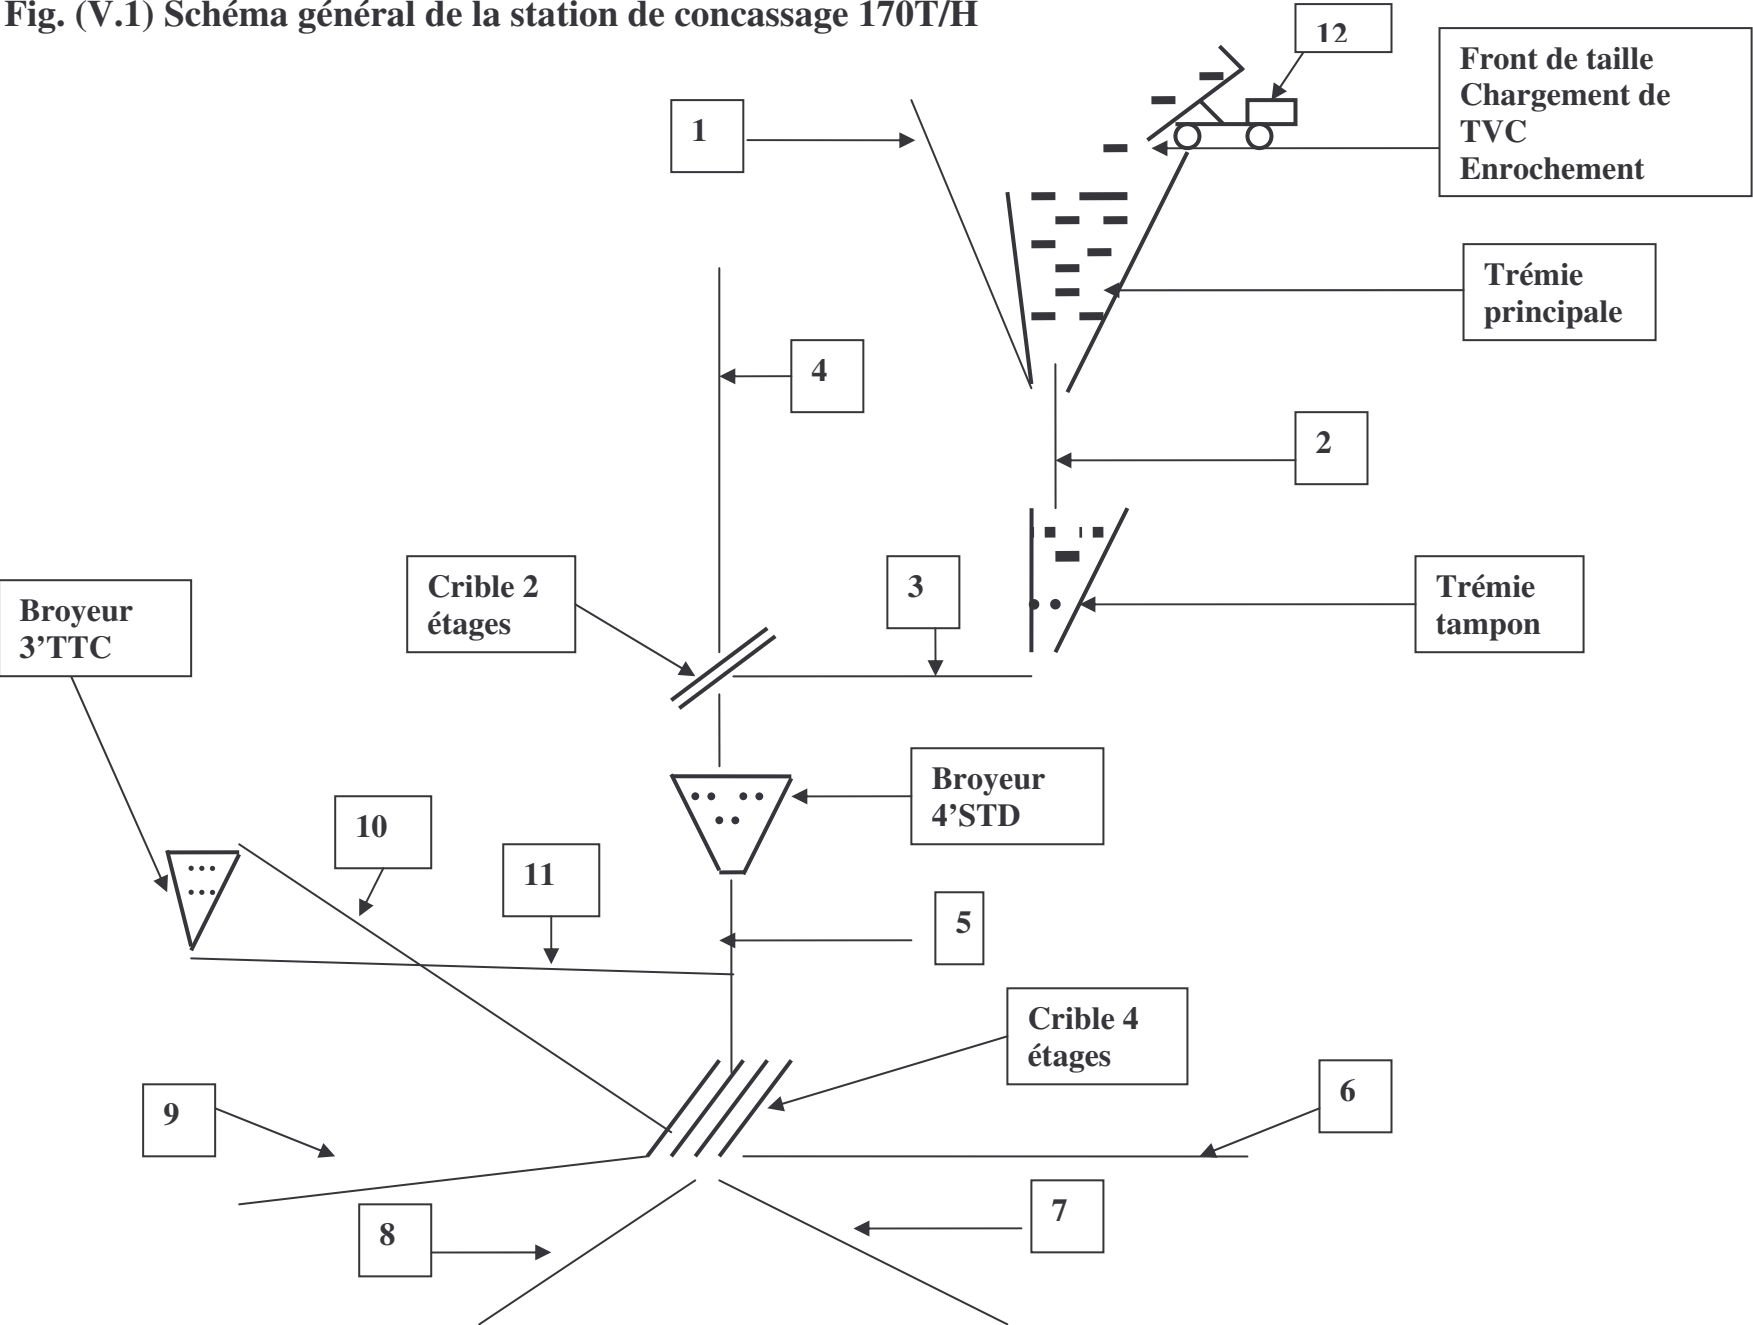 Fig. (V.1) Schéma général de la station de concassage 170T/H
12
Front de taille
Chargement de
TVC
Enrochement
1
Trémie
principale
4
2
Crible 2
étages
3
Trémie
tampon
Broyeur
3’TTC
Broyeur
4’STD
10
11
5
Crible 4
étages
6
9
7
8